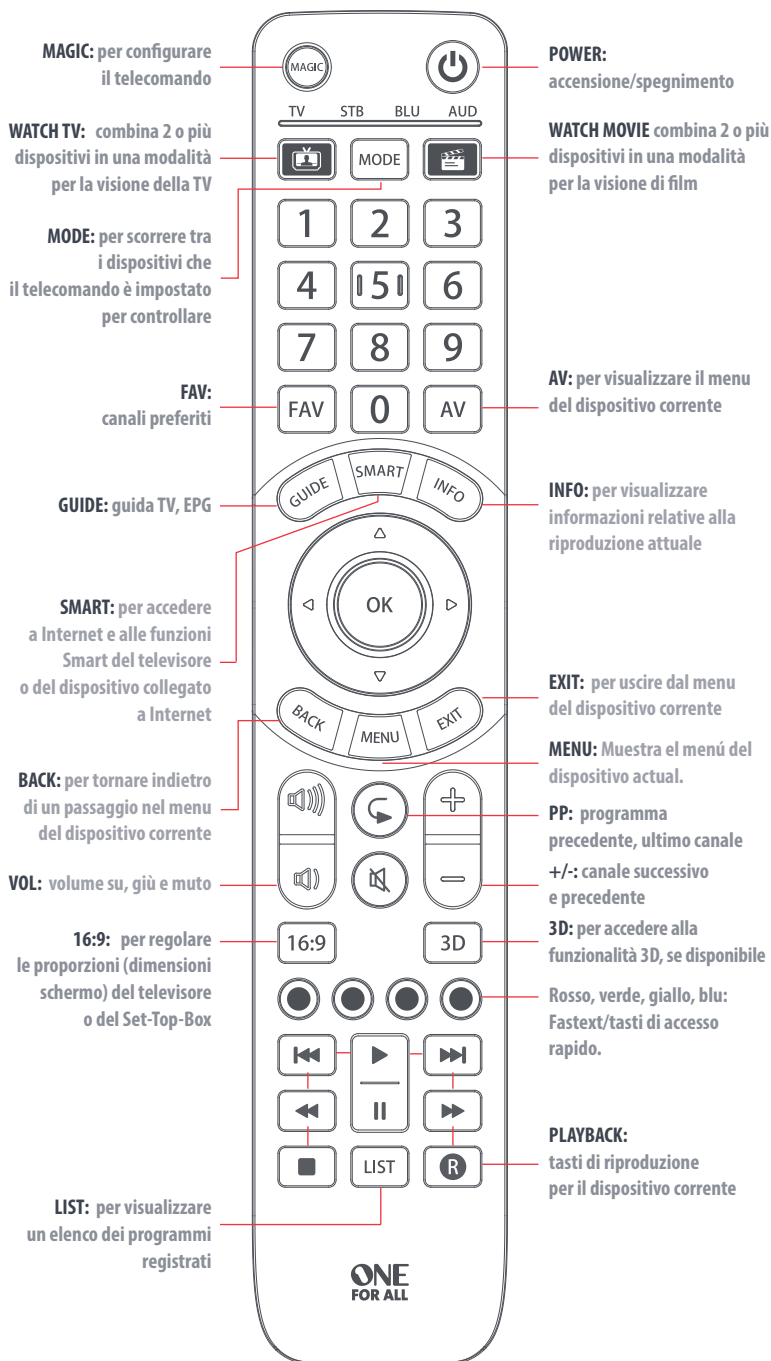 MAGIC: per configurare
il telecomando
WATCH TV: combina 2 o più
dispositivi in una modalità
per la visione della TV
MODE: per scorrere tra
i dispositivi che
il telecomando è impostato
per controllare
FAV:
canali preferiti
GUIDE: guida TV, EPG
SMART: per accedere
a Internet e alle funzioni
Smart del televisore
o del dispositivo collegato
a Internet
BACK: per tornare indietro
di un passaggio nel menu
del dispositivo corrente
VOL: volume su, giù e muto
16:9: per regolare
le proporzioni (dimensioni
schermo) del televisore
o del Set-Top-Box
LIST: per visualizzare
un elenco dei programmi
registrati
MAGIC
TV STB BLU AUD
MODE
1 2 3
4 5 6
7 8 9
FAV 0 AV
GUIDE SMART INFO
OK
BACK MENU EXIT
16:9 3D
LIST R
ONE
FOR ALL
POWER:
accensione/spegnimento
WATCH MOVIE combina 2 o più
dispositivi in una modalità
per la visione di film
AV: per visualizzare il menu
del dispositivo corrente
INFO: per visualizzare
informazioni relative alla
riproduzione attuale
EXIT: per uscire dal menu
del dispositivo corrente
MENU: Muestra el menú del
dispositivo actual.
PP: programma
precedente, ultimo canale
+/-: canale successivo
e precedente
3D: per accedere alla
funzionalità 3D, se disponibile
Rosso, verde, giallo, blu:
Fastext/tasti di accesso
rapido.
PLAYBACK:
tasti di riproduzione
per il dispositivo corrente